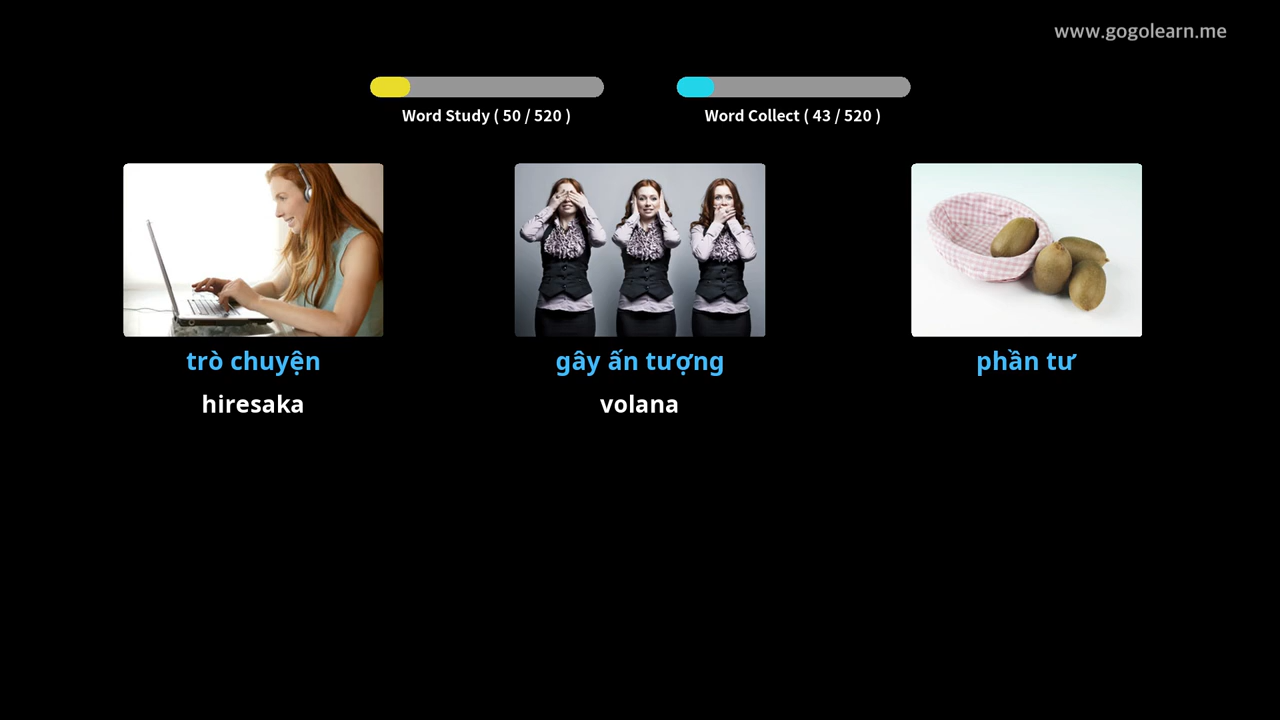 www.gogolearn.me
Word Study ( 50 / 520 )
Word Collect ( 43 / 520 )
trò chuyện
gây ấn tượng
phần tư
hiresaka
volana